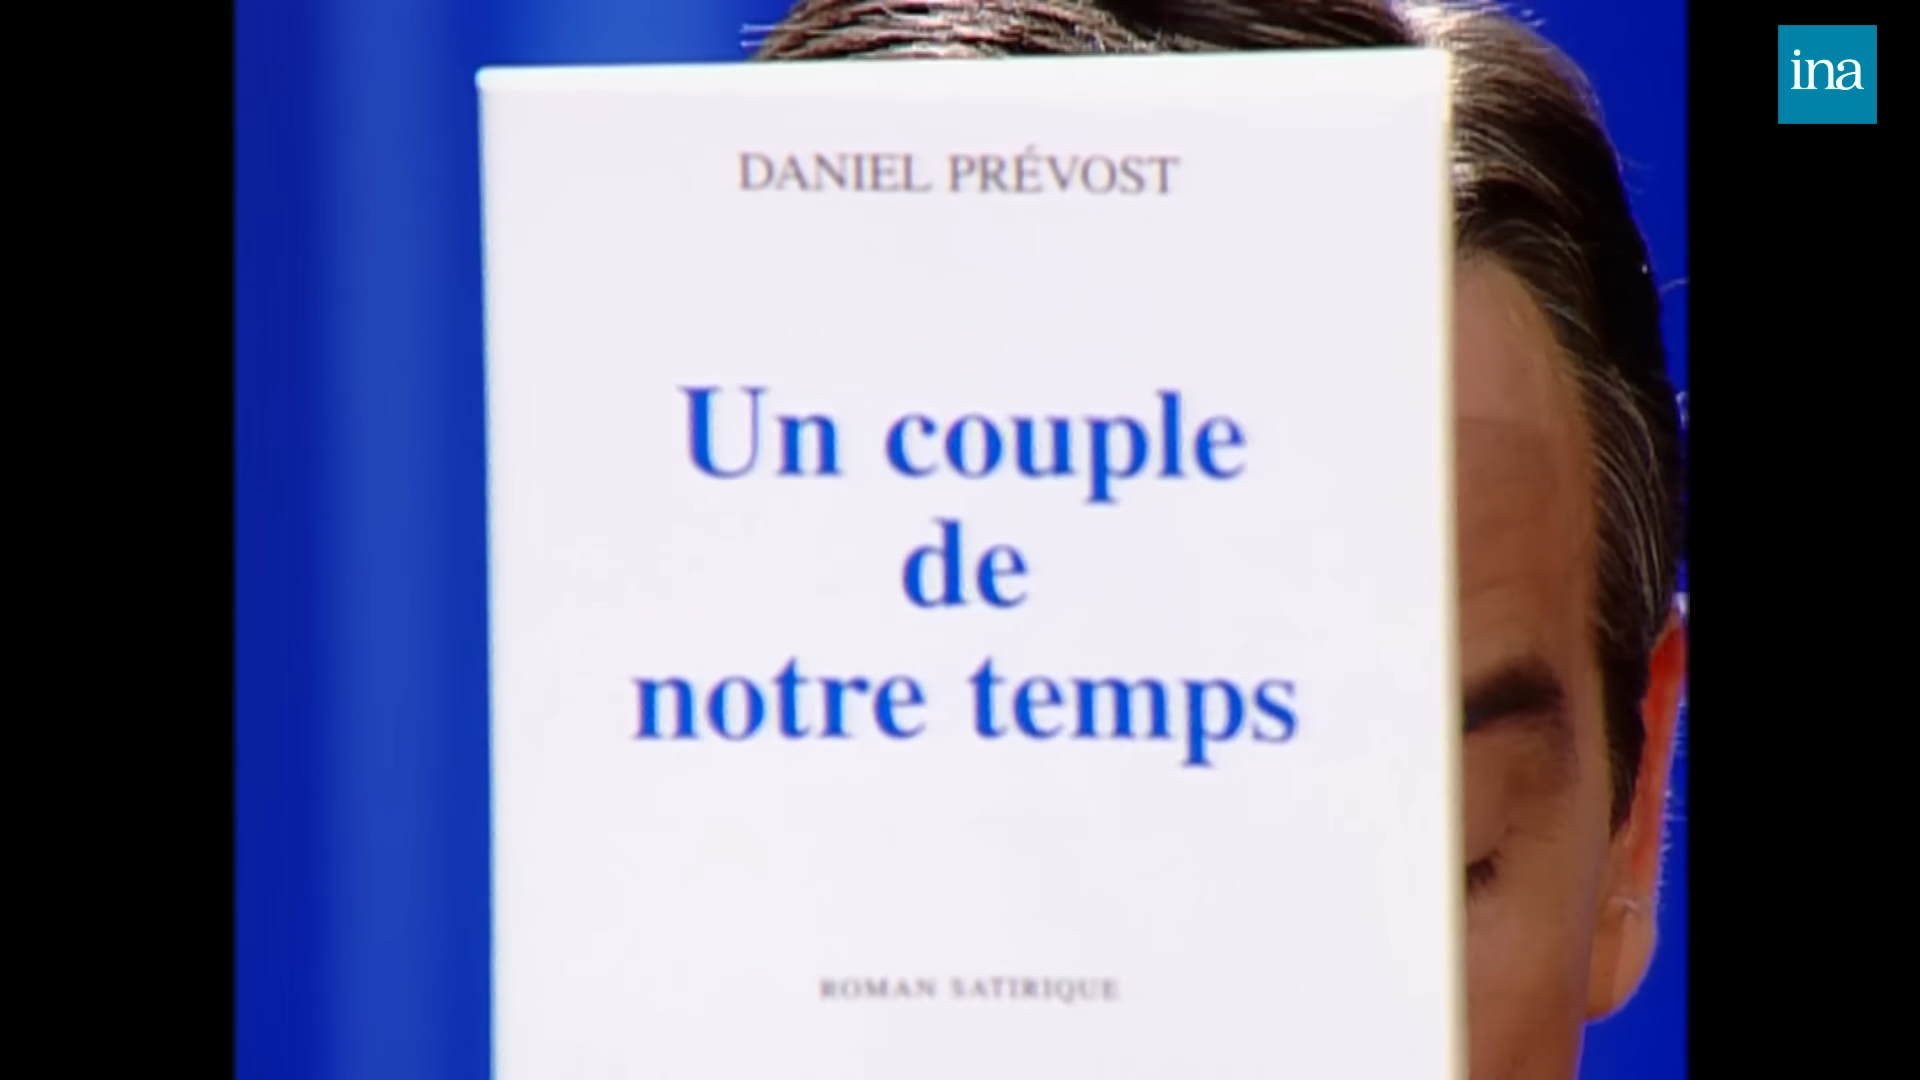 ina
DANIEL PRÉVOST
Un couple
de
notre temps
ROMAN SATIRIQUE